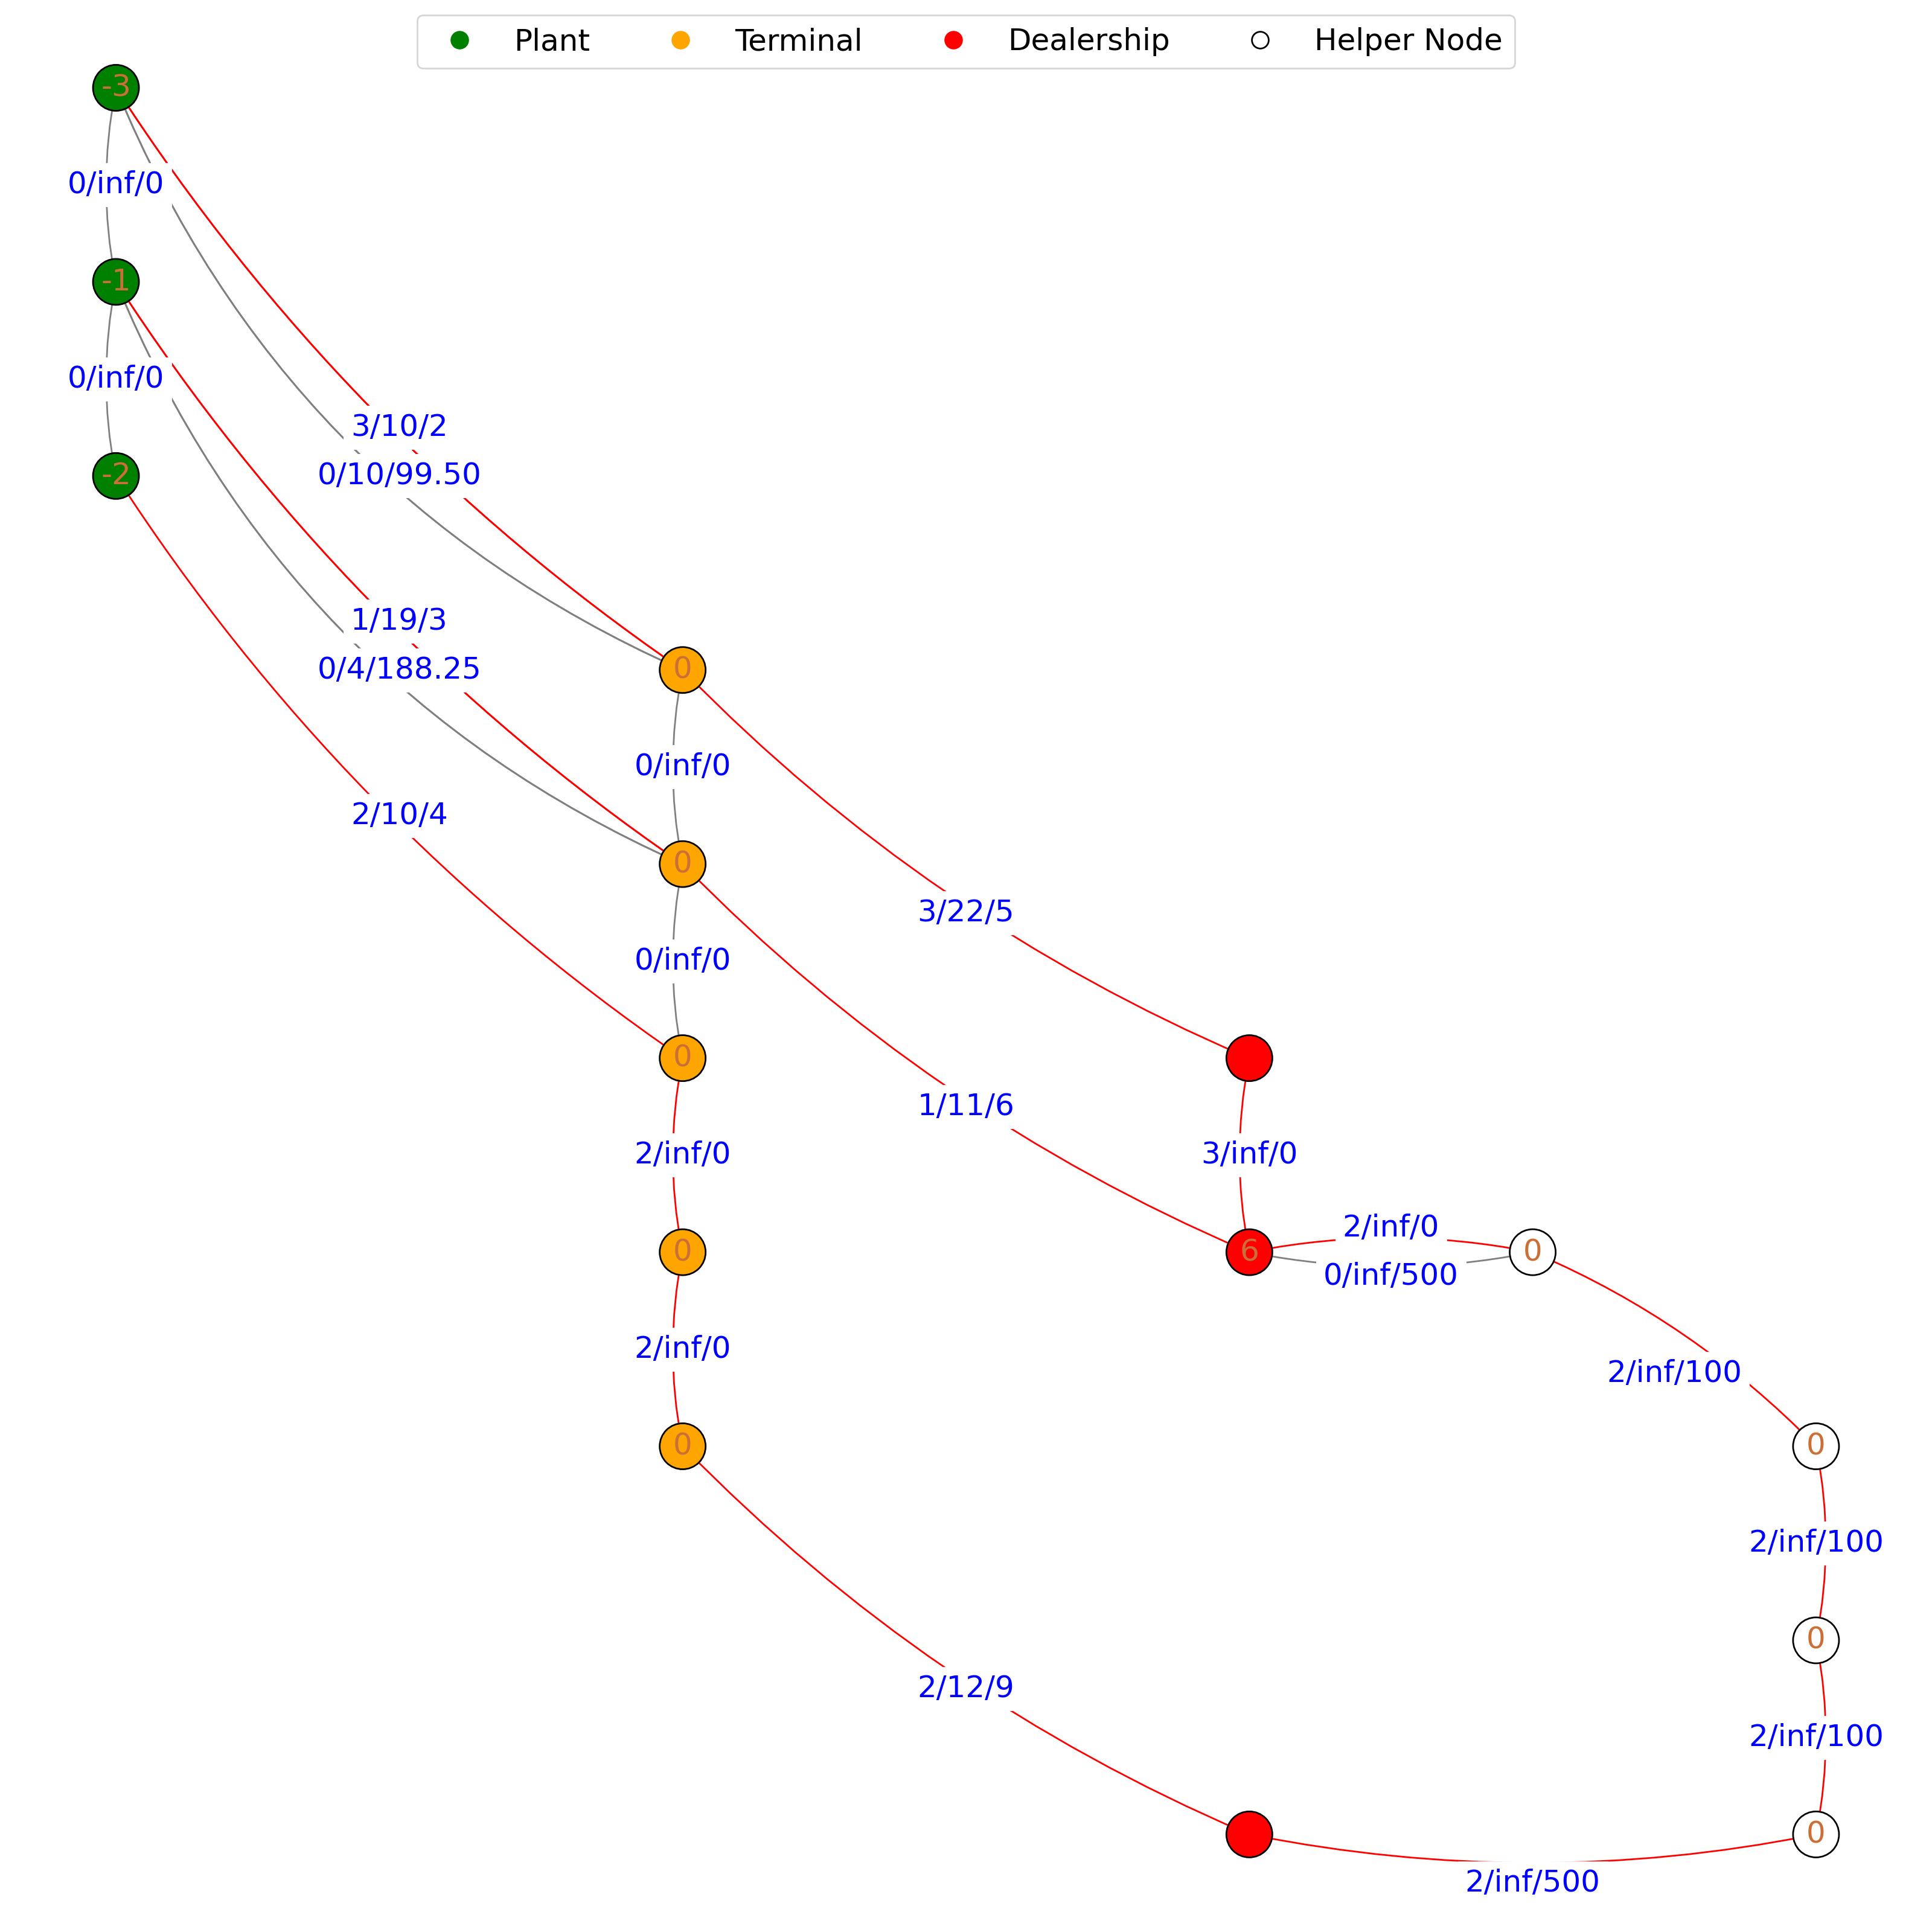 Plant Terminal Dealership Helper Node
-3
0/inf/0
-1
0/inf/0
3/10/2
0/10/99.50
-2
1/19/3
0/4/188.25
0
0/inf/0
2/10/4
0
3/22/5
0/inf/0
0
1/11/6
2/inf/0
3/inf/0
2/inf/0
0
6
0
0/inf/500
2/inf/0
2/inf/100
0
0
2/inf/100
0
2/12/9
2/inf/100
0
2/inf/500